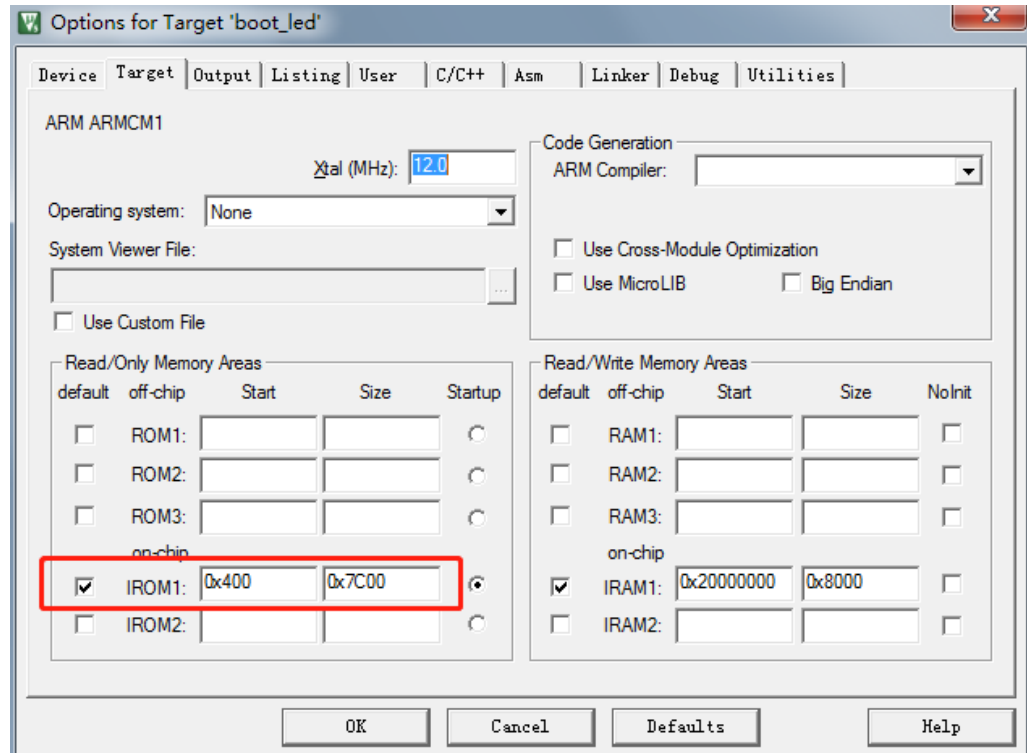 Options for Target 'boot_led'
Device Target Output Listing User C/C++ Asm Linker Debug Utilities
ARM ARMCM1
Xtal (MHz): 12.0
Operating system: None
System Viewer File:
...
Use Custom File
Code Generation
ARM Compiler:
Use Cross-Module Optimization
Use MicroLIB Big Endian
Read/Only Memory Areas
default off-chip Start Size Startup
ROM1:
ROM2:
ROM3:
on-chip
IROM1: 0x400 0x7C00
IROM2:
Read/Write Memory Areas
default off-chip Start Size NoInit
RAM1:
RAM2:
RAM3:
on-chip
IRAM1: 0x20000000 0x8000
IRAM2:
OK Cancel Defaults Help